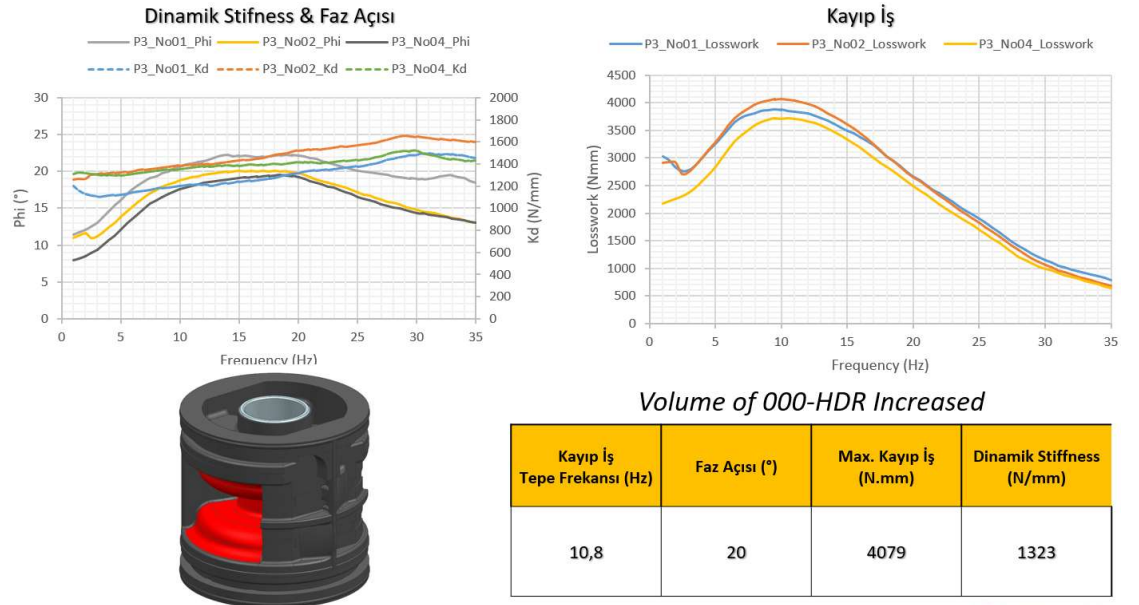 Dinamik Stifness & Faz Açısı
P3_No01_Phi P3_No02_Phi P3_No04_Phi
P3_No01_Kd P3_No02_Kd P3_No04_Kd
30
25
20
15
10
5
0
Phi (°)
2000
1800
1600
1400
1200
1000
800
600
400
200
0
Kd (N/mm)
0 5 10 15 20 25 30 35
Frequency (Hz)
Kayıp İş
P3_No01_Losswork P3_No02_Losswork P3_No04_Losswork
4500
4000
3500
3000
2500
2000
1500
1000
500
0
Losswork (Nmm)
0 5 10 15 20 25 30 35
Frequency (Hz)
Volume of 000-HDR Increased
Kayıp İş
Tepe Frekansı (Hz)
Faz Açısı (°)
Max. Kayıp İş
(N.mm)
Dinamik Stiffness
(N/mm)
10,8 20 4079 1323